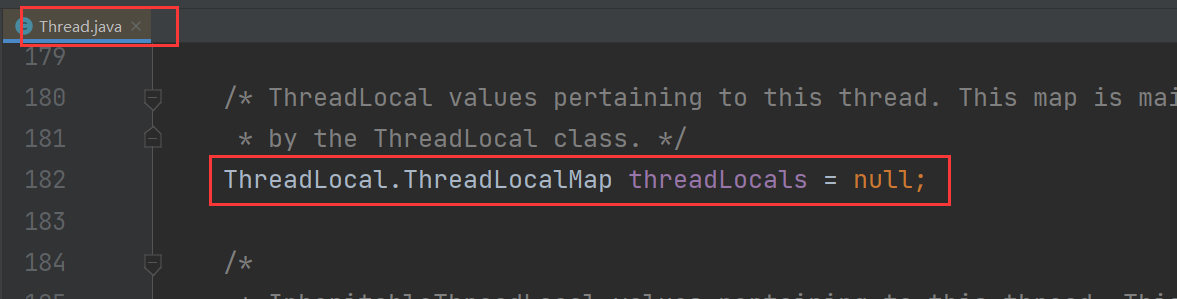 Thread.java
179
180 /* ThreadLocal values pertaining to this thread. This map is mai
181 * by the ThreadLocal class. */
182 ThreadLocal.ThreadLocalMap threadLocals = null;
183
184 /*